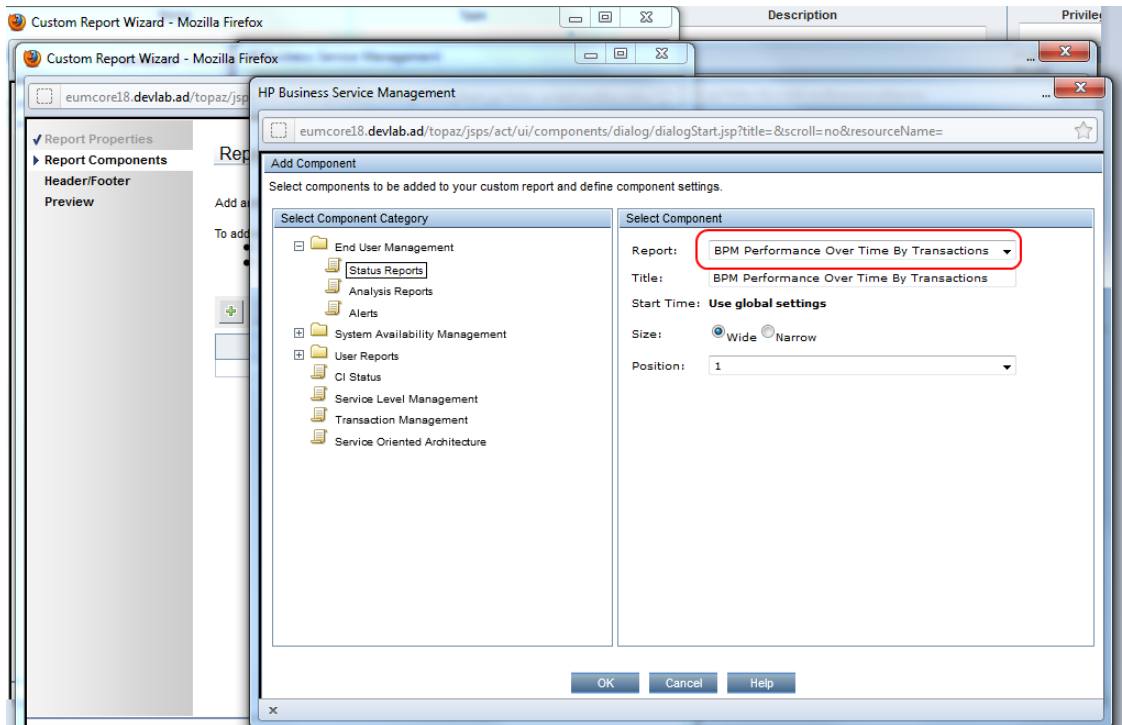 Custom Report Wizard - Mozilla Firefox
Description
Privile
Custom Report Wizard - Mozilla Firefox
...
eumcore18.devlab.ad/topaz/jsp
HP Business Service Management
...
eumcore18.devlab.ad/topaz/jsps/act/ui/components/dialog/dialogStart.jsp?title=&scroll=no&resourceName=
Report Properties
Report Components
Header/Footer
Preview
Rep
Add a
To add
Add Component
Select components to be added to your custom report and define component settings.
Select Component Category
End User Management
Status Reports
Analysis Reports
Alerts
System Availability Management
User Reports
CI Status
Service Level Management
Transaction Management
Service Oriented Architecture
Select Component
Report: BPM Performance Over Time By Transactions
Title: BPM Performance Over Time By Transactions
Start Time: Use global settings
Size: Wide Narrow
Position: 1
OK Cancel Help
x